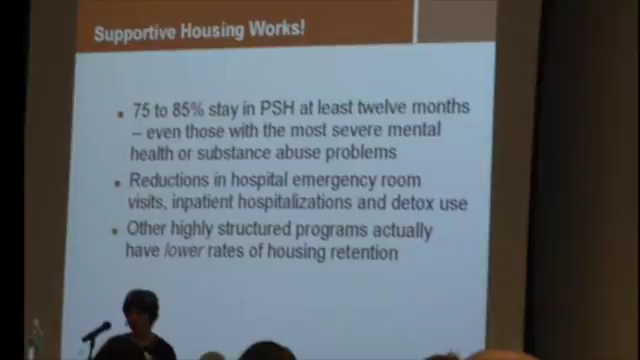 Supportive Housing Works!
▪ 75 to 85% stay in PSH at least twelve months
– even those with the most severe mental
health or substance abuse problems
▪ Reductions in hospital emergency room
visits, inpatient hospitalizations and detox use
▪ Other highly structured programs actually
have lower rates of housing retention